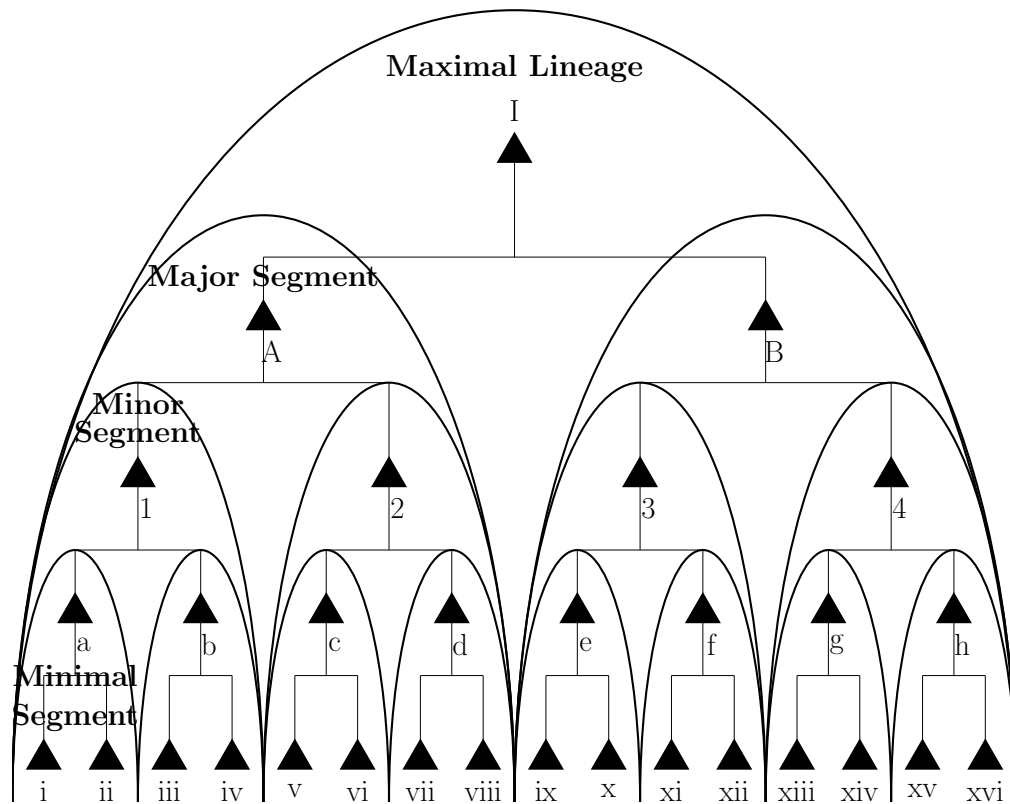 Maximal Lineage
I
Major Segment
A B
Minor
Segment
1 2 3 4
a b c d e f g h
Minimal
Segment
i ii iii iv v vi vii viii ix x xi xii xiii xiv xv xvi